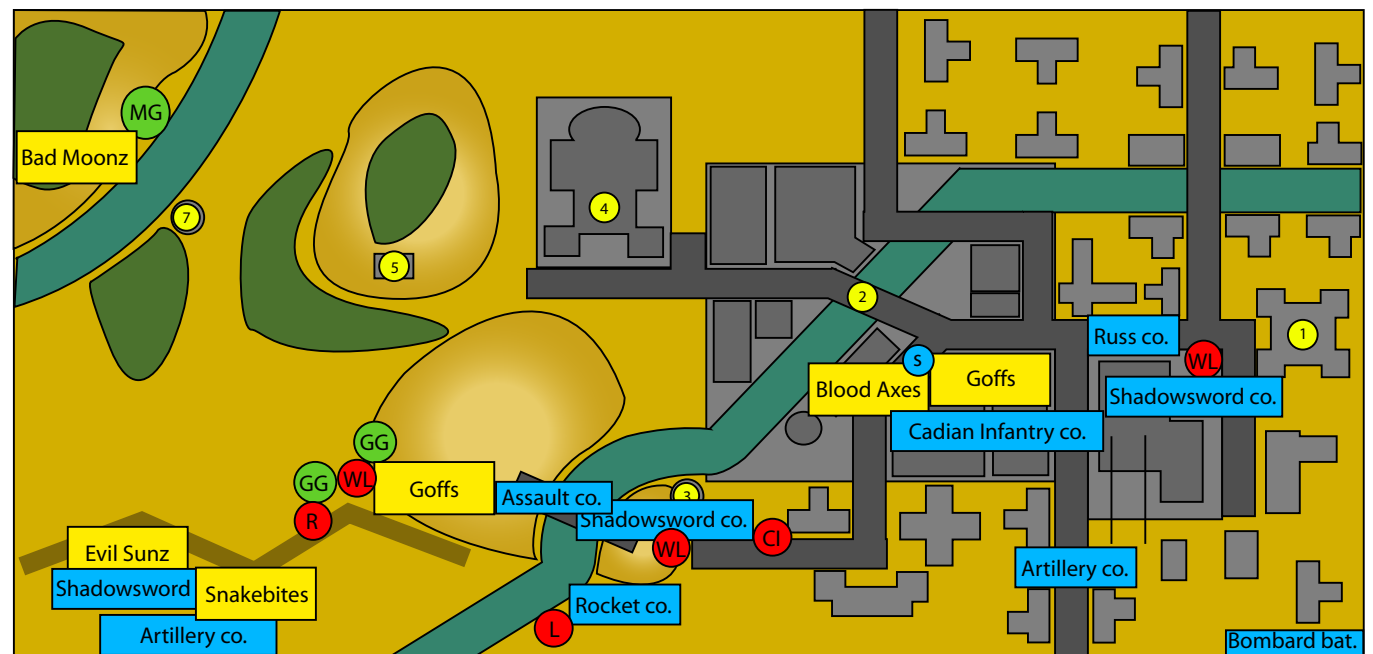 MG
Bad Moonz
7
4
5
2
1
Russ co.
WL
S
Blood Axes
Goffs
Shadowsword co.
Cadian Infantry co.
GG
GG
WL
Goffs
Assault co.
3
Shadowsword co.
R
WL
CI
Evil Sunz
Shadowsword
Snakebites
Artillery co.
Artillery co.
Rocket co.
L
Bombard bat.